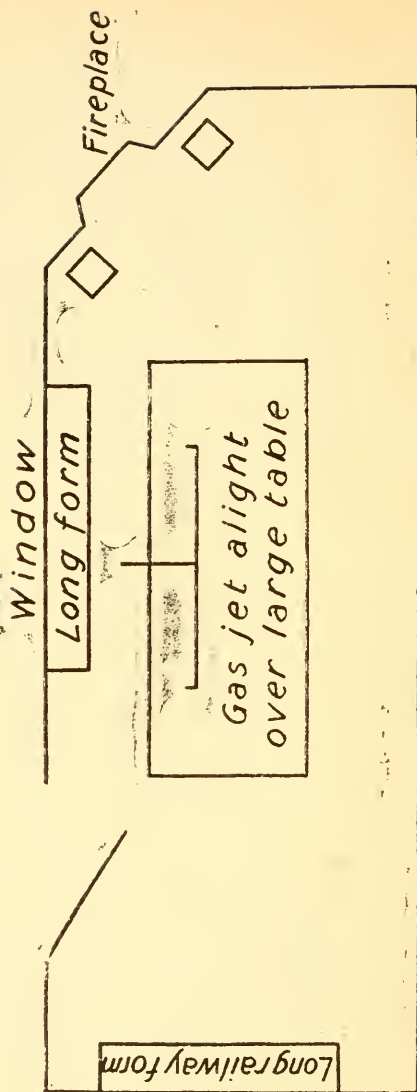 Fireplace
Window
Long form
Gas jet alight
over large table
Long railway form